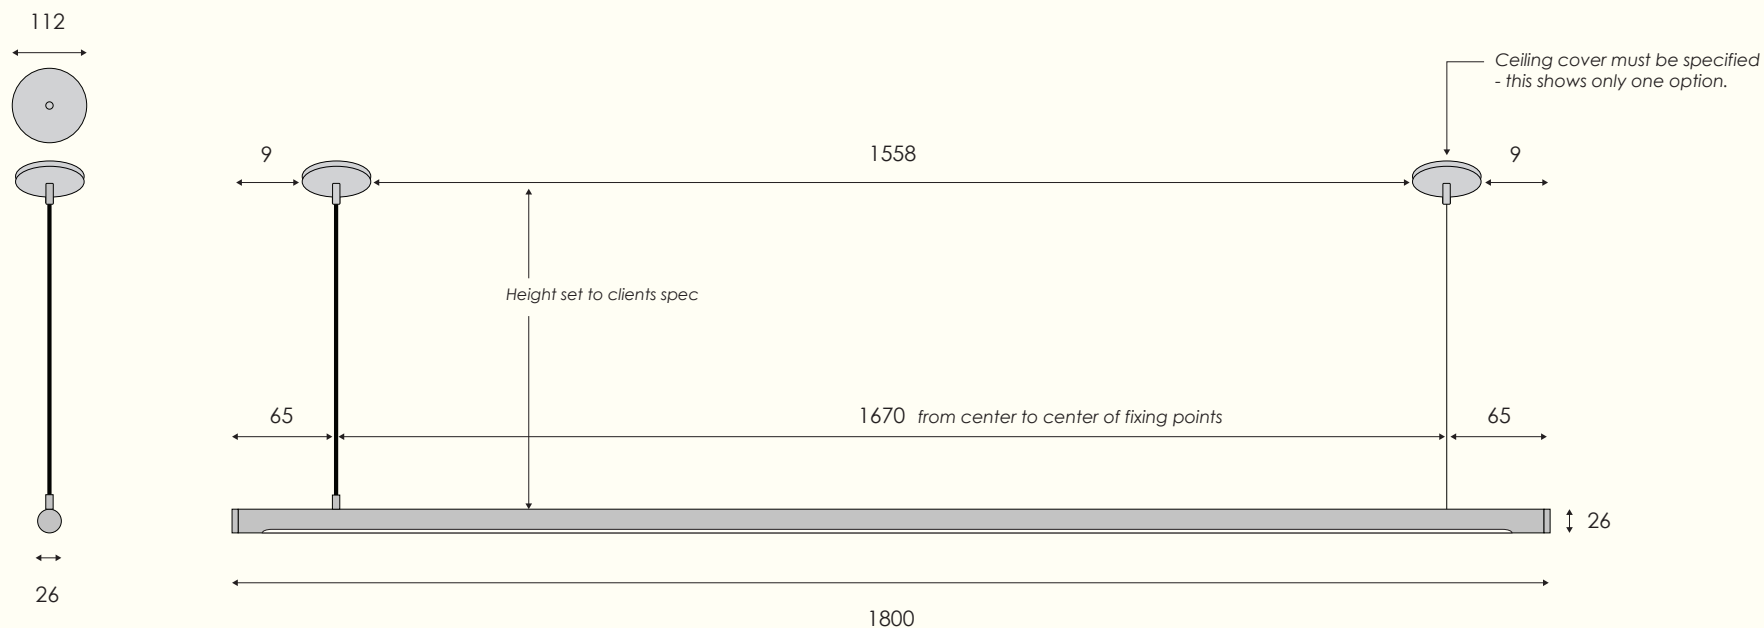 112
Ceiling cover must be specified
- this shows only one option.
9
1558
9
Height set to clients spec
65
1670 from center to center of fixing points
65
26
26
1800